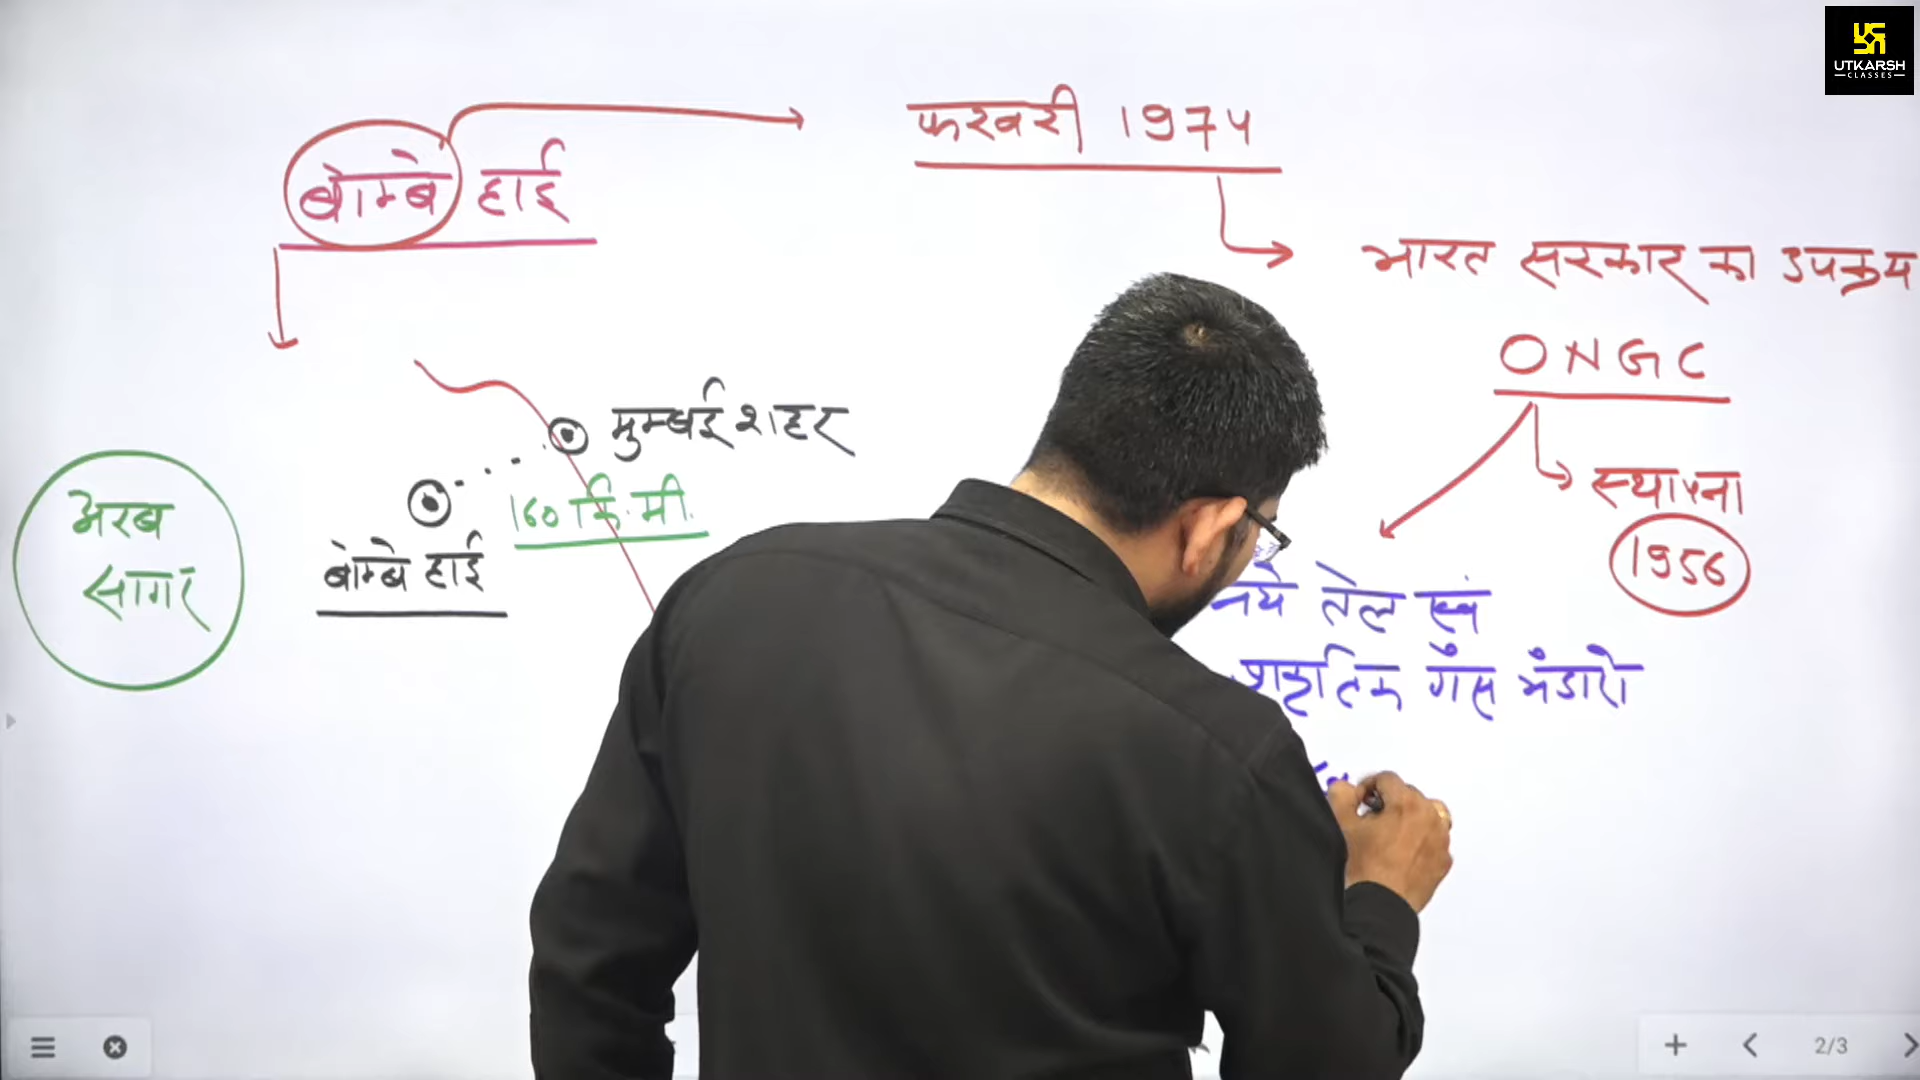 UTKARSH
CLASSES
बोम्बे हाई
फरवरी 1974
भारत सरकार का उपक्रम
ONGC
स्थापना
1956
मुम्बई शहर
160 कि.मी.
बोम्बे हाई
अरब
सागर
नये तेल एवं
प्राकृतिक गैस भंडारो
2/3